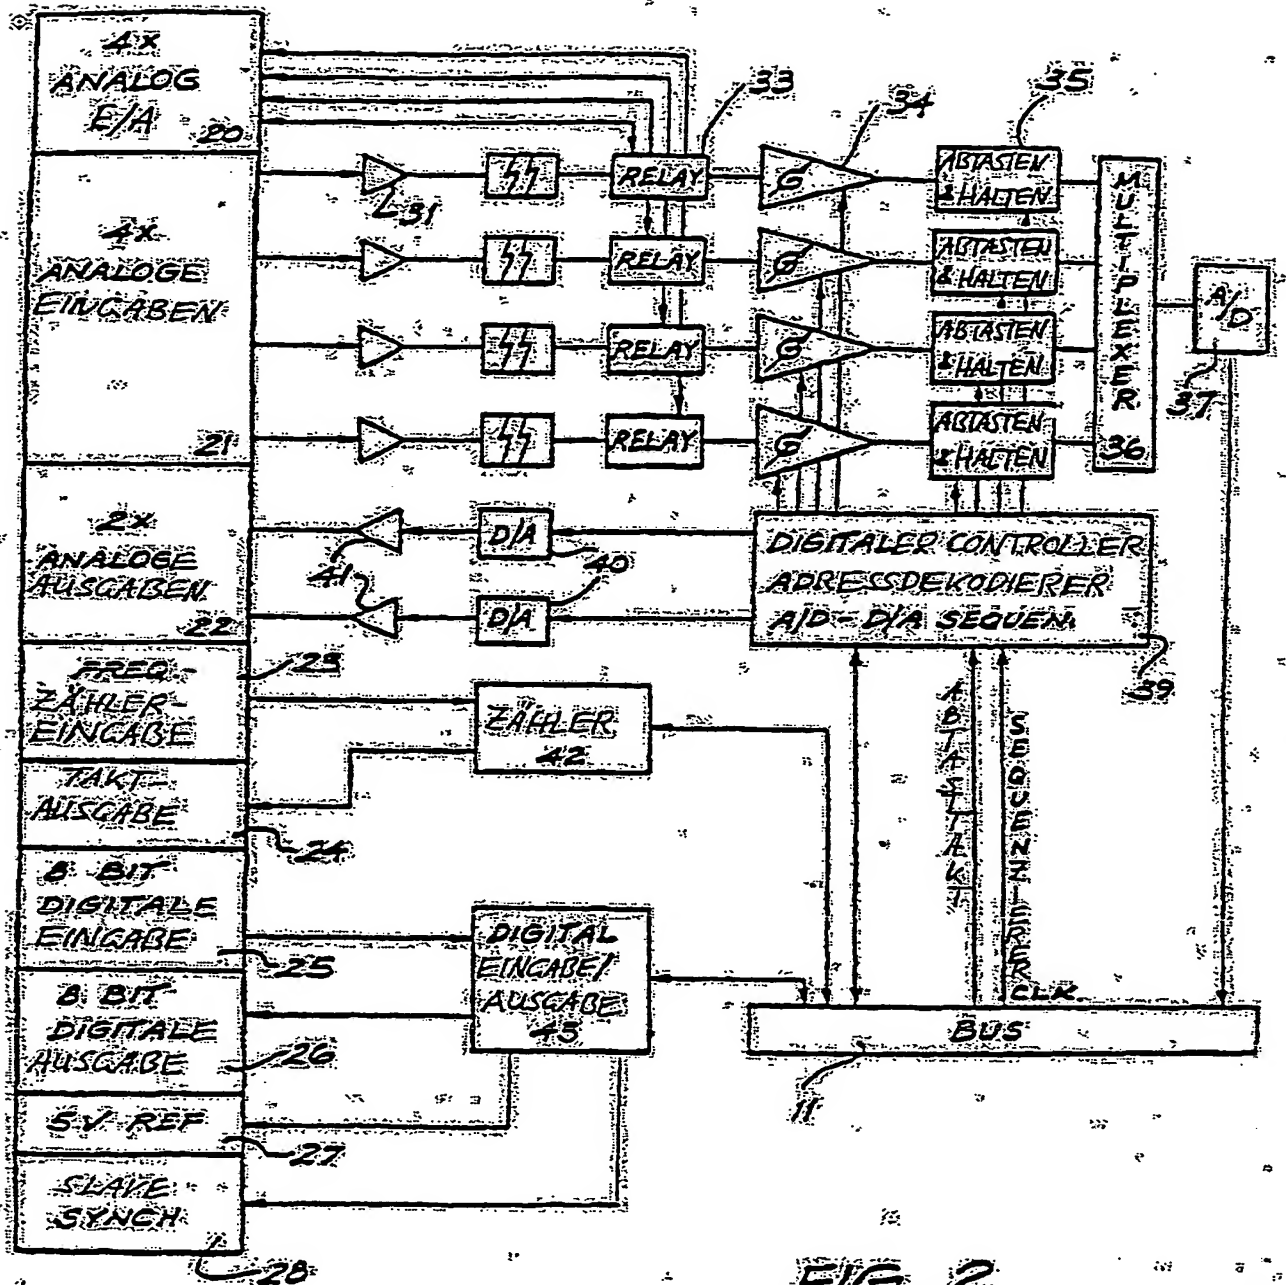 4X
ANALOG
E/A
20
4X
ANALOGE
EINGABEN
21
2X
ANALOGE
AUSGABEN
22
FREQ.-
ZÄHLER-
EINGABE
23
TAKT-
AUSGABE
24
8 BIT
DIGITALE
EINGABE
25
8 BIT
DIGITALE
AUSGABE
26
5V REF
27
SLAVE
SYNCH
28
31
RELAY
RELAY
RELAY
RELAY
33
G
G
G
G
34
35
ABTASTEN
& HALTEN
ABTASTEN
& HALTEN
ABTASTEN
& HALTEN
ABTASTEN
& HALTEN
MULTIPLEXER
36
A/D
37
D/A
D/A
40
41
DIGITALER CONTROLLER
ADRESSDEKODIERER
A/D-D/A SEQUEN.
39
ZÄHLER
42
DIGITAL
EINGABE/
AUSGABE
43
ABTASTTAKT
SEQUENZIERER
CLK
BUS
11
FIG. 2